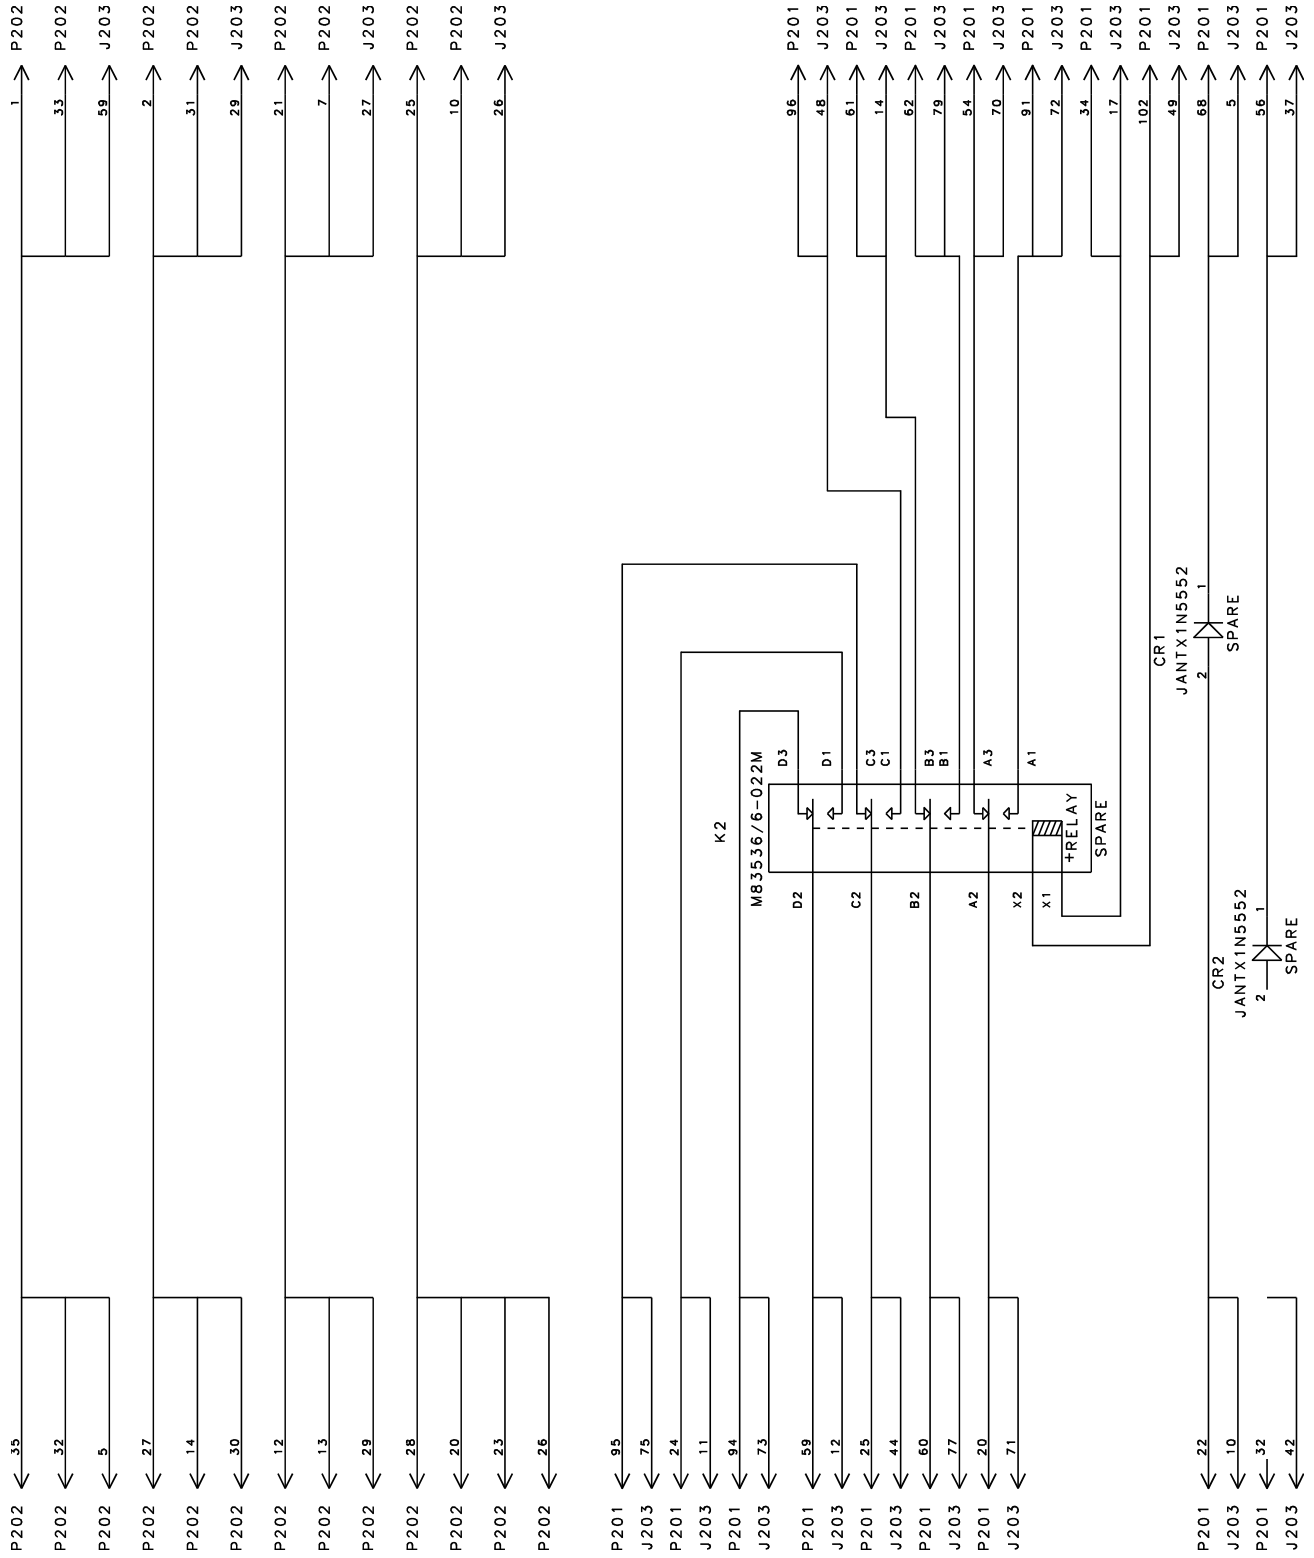 P202
P202
J203
P202
P202
J203
P202
P202
J203
P202
P202
J203
P201
J203
P201
J203
P201
J203
P201
J203
P201
J203
P201
J203
P201
J203
P201
J203
P201
J203
1
33
59
2
31
29
21
7
27
25
10
26
96
48
61
14
62
79
54
70
91
72
34
17
102
49
68
5
56
37
CR1
JANTX1N5552
1
2
SPARE
K2
M83536/6-022M
D3
D1
C3
C1
B3
B1
A3
A1
+RELAY
SPARE
D2
C2
B2
A2
X2
X1
CR2
JANTX1N5552
1
2
SPARE
35
32
5
27
14
30
12
13
29
28
20
23
26
95
75
24
11
94
73
59
12
25
44
60
77
20
71
22
10
32
42
P202
P202
P202
P202
P202
P202
P202
P202
P202
P202
P202
P202
P202
P201
J203
P201
J203
P201
J203
P201
J203
P201
J203
P201
J203
P201
J203
P201
J203
P201
J203